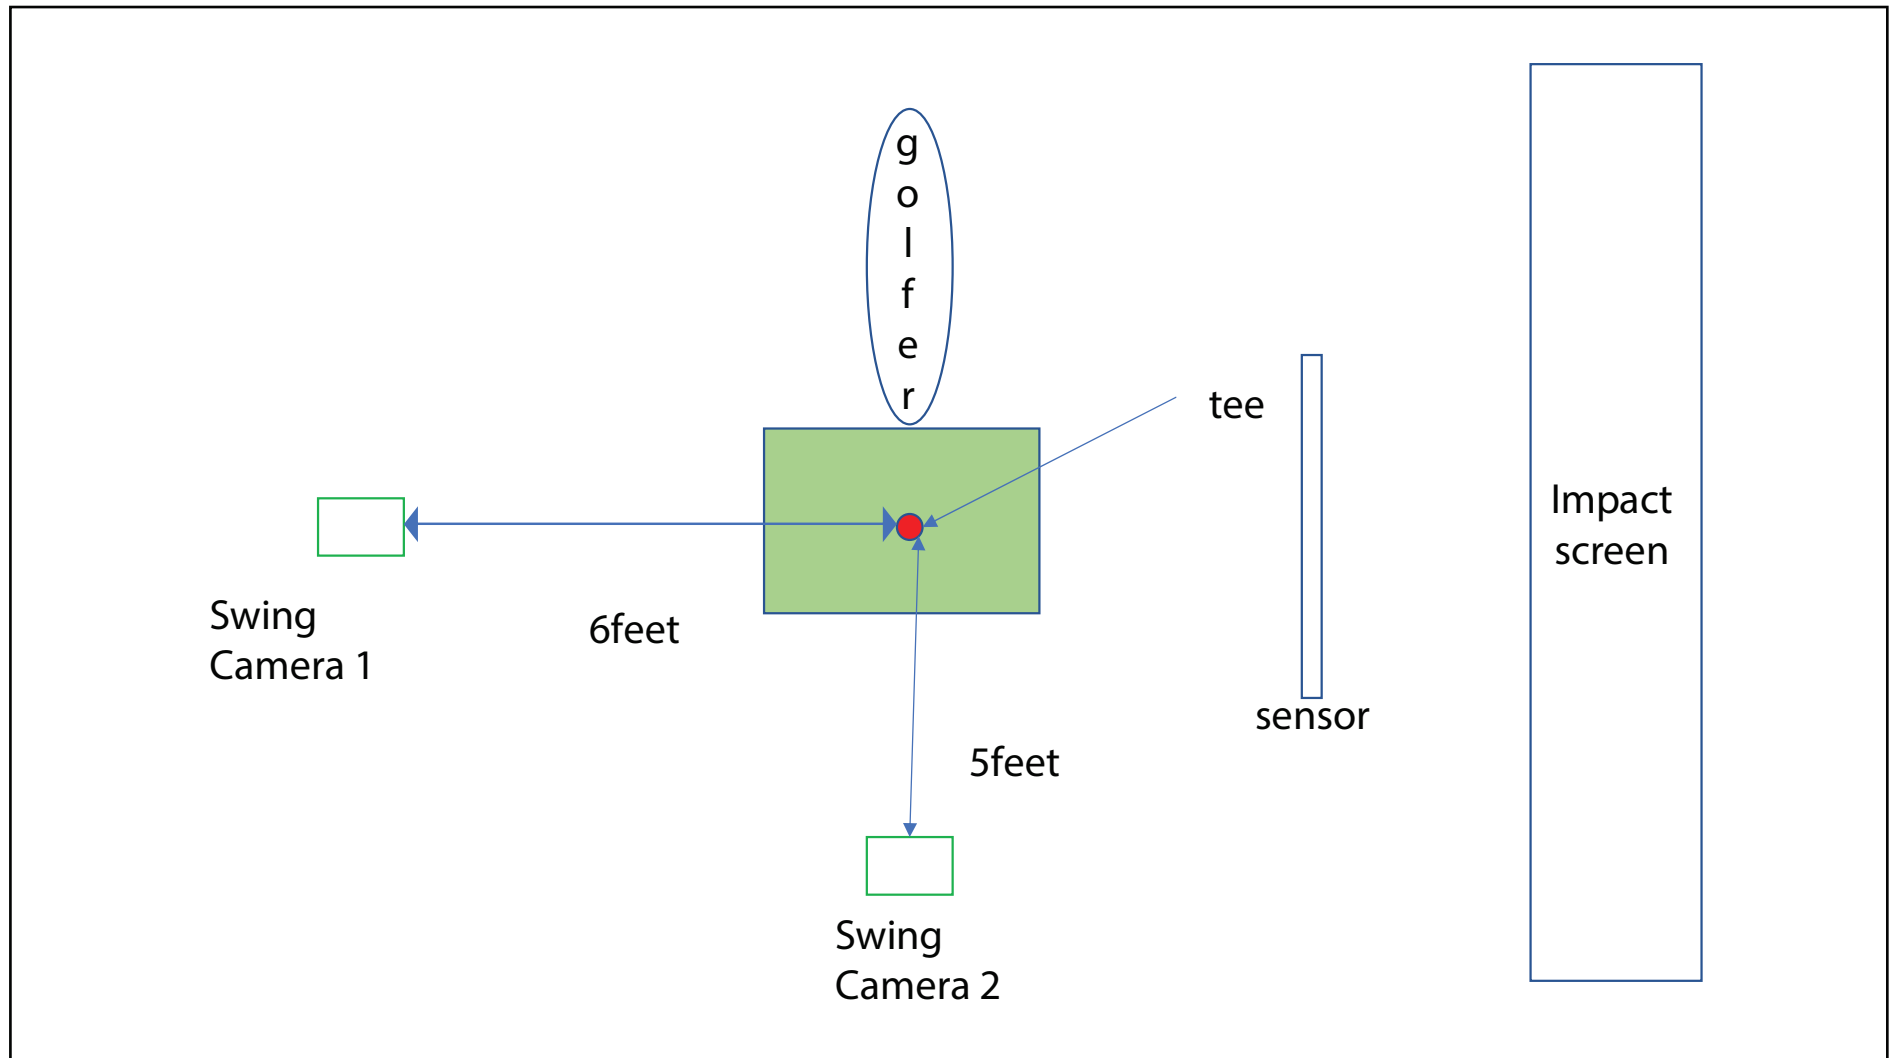 g
o
l
f
e
r
tee
Impact
screen
Swing
Camera 1
6feet
sensor
5feet
Swing
Camera 2